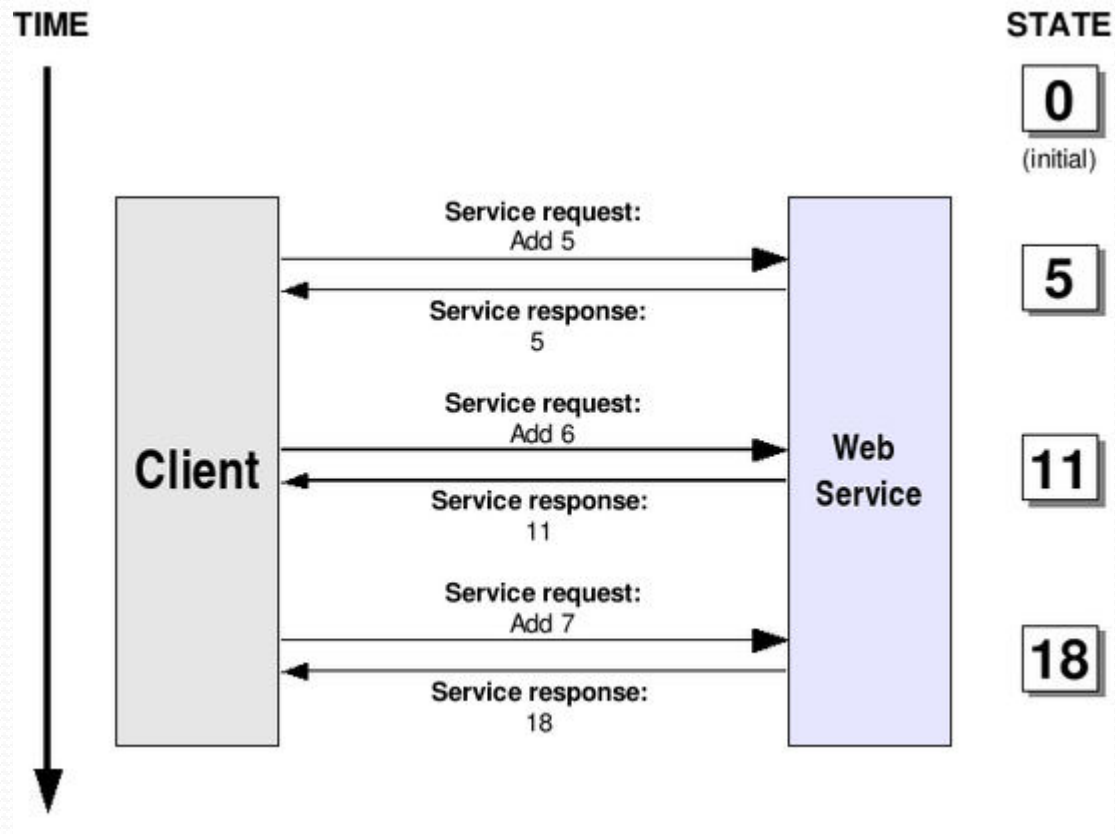 TIME
STATE
0
(initial)
Service request:
Add 5
5
Service response:
5
Service request:
Add 6
Client
Web
Service
11
Service response:
11
Service request:
Add 7
18
Service response:
18